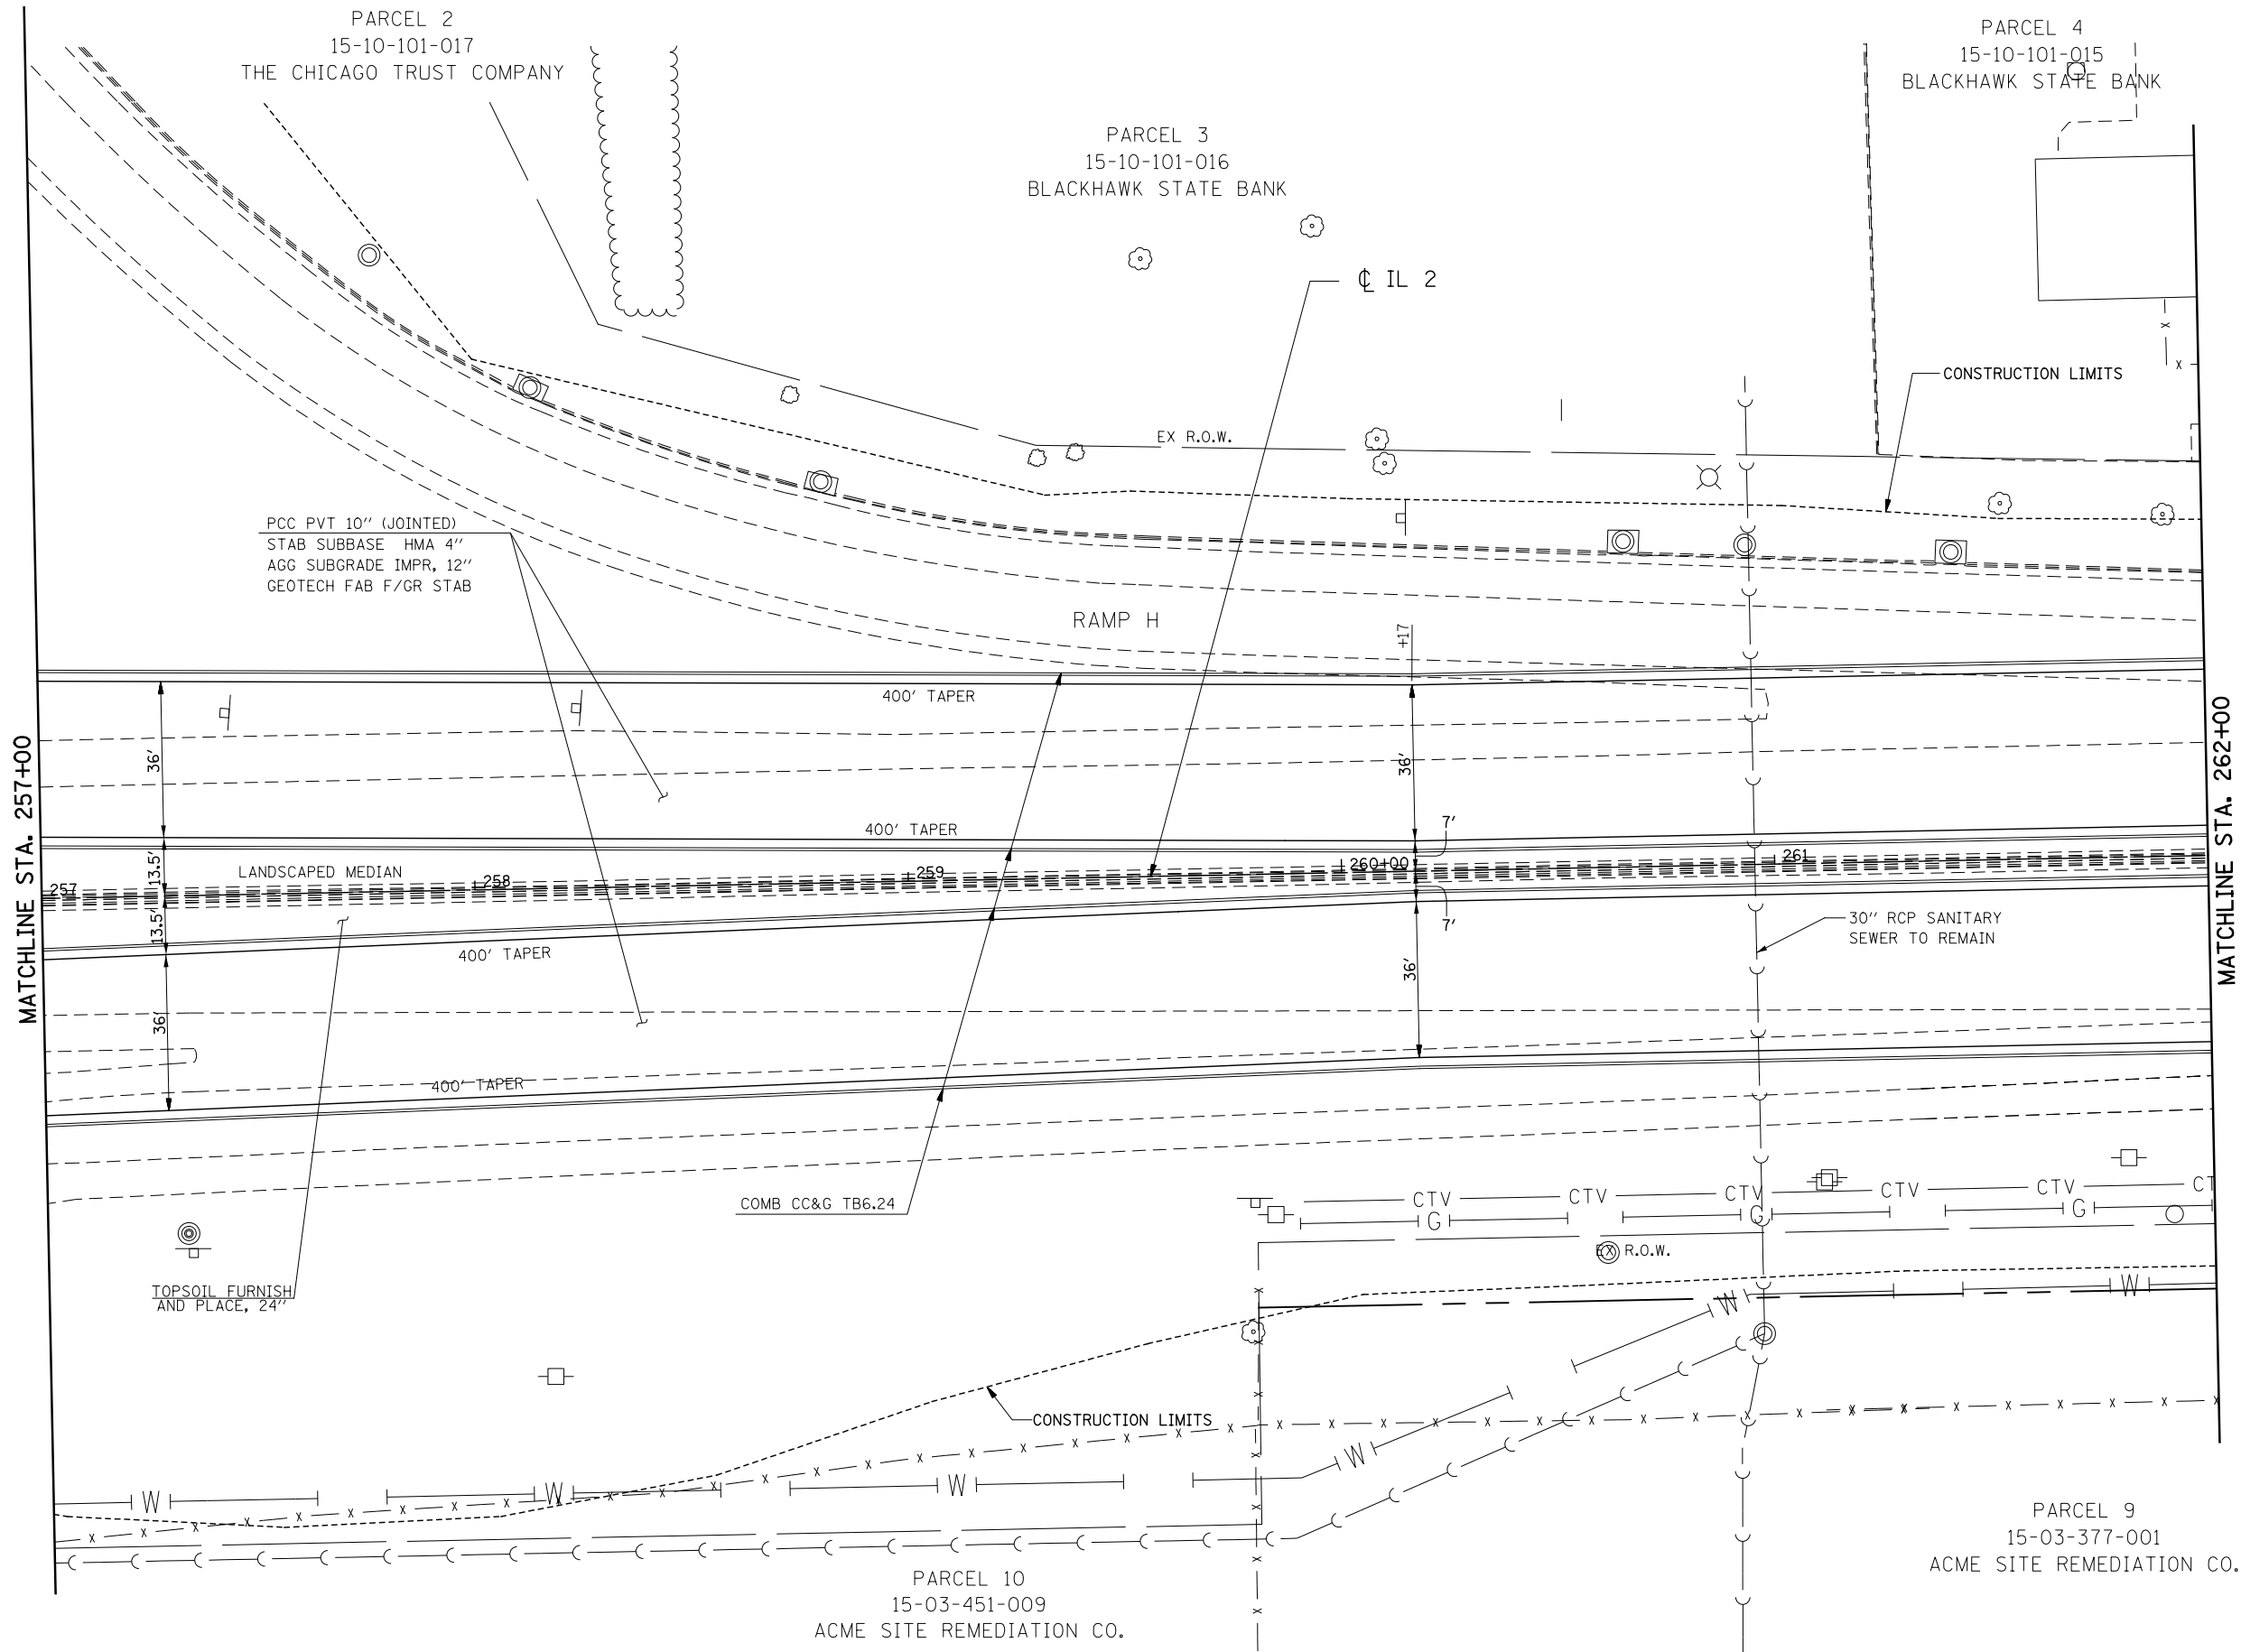 PARCEL 2
15-10-101-017
THE CHICAGO TRUST COMPANY
PARCEL 4
15-10-101-015
BLACKHAWK STATE BANK
PARCEL 3
15-10-101-016
BLACKHAWK STATE BANK
℄ IL 2
CONSTRUCTION LIMITS
EX R.O.W.
PCC PVT 10" (JOINTED)
STAB SUBBASE HMA 4"
AGG SUBGRADE IMPR, 12"
GEOTECH FAB F/GR STAB
RAMP H
+17
400' TAPER
36'
36'
MATCHLINE STA. 257+00
MATCHLINE STA. 262+00
400' TAPER
7'
13.5'
LANDSCAPED MEDIAN
257
258
259
260+00
261
13.5'
7'
400' TAPER
30" RCP SANITARY
SEWER TO REMAIN
36'
36'
400' TAPER
COMB CC&G TB6.24
CTV
CTV
CTV
CTV
CTV
CT
G
G
G
EX R.O.W.
TOPSOIL FURNISH
AND PLACE, 24"
W
W
CONSTRUCTION LIMITS
W
W
W
W
PARCEL 9
15-03-377-001
ACME SITE REMEDIATION CO.
PARCEL 10
15-03-451-009
ACME SITE REMEDIATION CO.